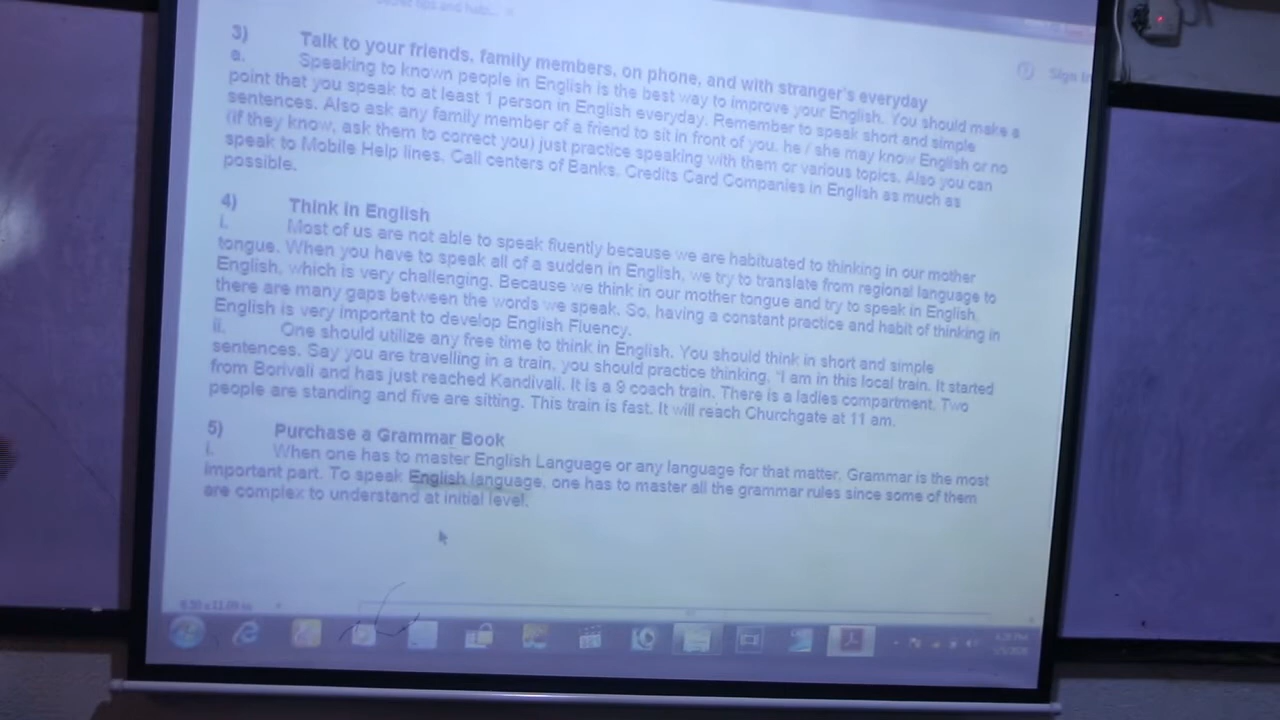 Secret tips and hab...
Sign In
3) Talk to your friends, family members, on phone, and with stranger's everyday
a. Speaking to known people in English is the best way to improve your English. You should make a
point that you speak to at least 1 person in English everyday. Remember to speak short and simple
sentences. Also ask any family member of a friend to sit in front of you, he / she may know English or no
(if they know, ask them to correct you) just practice speaking with them or various topics. Also you can
speak to Mobile Help lines, Call centers of Banks, Credits Card Companies in English as much as
possible.
4) Think in English
i. Most of us are not able to speak fluently because we are habituated to thinking in our mother
tongue. When you have to speak all of a sudden in English, we try to translate from regional language to
English, which is very challenging. Because we think in our mother tongue and try to speak in English,
there are many gaps between the words we speak. So, having a constant practice and habit of thinking in
English is very important to develop English Fluency.
ii. One should utilize any free time to think in English. You should think in short and simple
sentences. Say you are travelling in a train, you should practice thinking, "I am in this local train. It started
from Borivali and has just reached Kandivali. It is a 9 coach train. There is a ladies compartment. Two
people are standing and five are sitting. This train is fast. It will reach Churchgate at 11 am.
5) Purchase a Grammar Book
i. When one has to master English Language or any language for that matter, Grammar is the most
important part. To speak English language, one has to master all the grammar rules since some of them
are complex to understand at initial level.